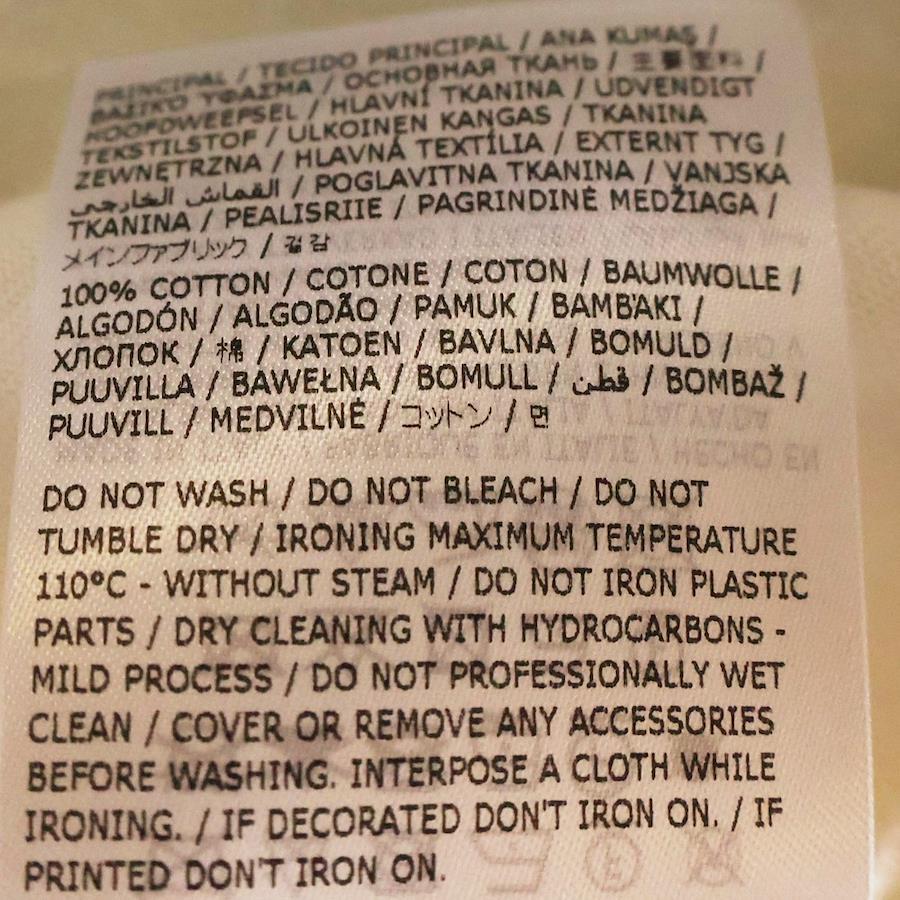 PRINCIPAL / TECIDO PRINCIPAL / ANA KUMAŞ /
ΒΑΣΙΚΌ ΎΦΑΣΜΑ / ОСНОВНАЯ ТКАНЬ / 主要面料 /
HOOFDWEEFSEL / HLAVNÍ TKANINA / UDVENDIGT
TEKSTILSTOF / ULKOINEN KANGAS / TKANINA
ZEWNĘTRZNA / HLAVNÁ TEXTÍLIA / EXTERNT TYG /
القماش الخارجي / POGLAVITNA TKANINA / VANJSKA
TKANINA / PEALISRIIE / PAGRINDINĖ MEDŽIAGA /
メインファブリック / 겉감
100% COTTON / COTONE / COTON / BAUMWOLLE /
ALGODÓN / ALGODÃO / PAMUK / ΒΑΜΒΆΚΙ /
ХЛОПОК / 棉 / KATOEN / BAVLNA / BOMULD /
PUUVILLA / BAWEŁNA / BOMULL / قطن / BOMBAŽ /
PUUVILL / MEDVILNĖ / コットン / 면
DO NOT WASH / DO NOT BLEACH / DO NOT
TUMBLE DRY / IRONING MAXIMUM TEMPERATURE
110°C - WITHOUT STEAM / DO NOT IRON PLASTIC
PARTS / DRY CLEANING WITH HYDROCARBONS -
MILD PROCESS / DO NOT PROFESSIONALLY WET
CLEAN / COVER OR REMOVE ANY ACCESSORIES
BEFORE WASHING. INTERPOSE A CLOTH WHILE
IRONING. / IF DECORATED DON'T IRON ON. / IF
PRINTED DON'T IRON ON.